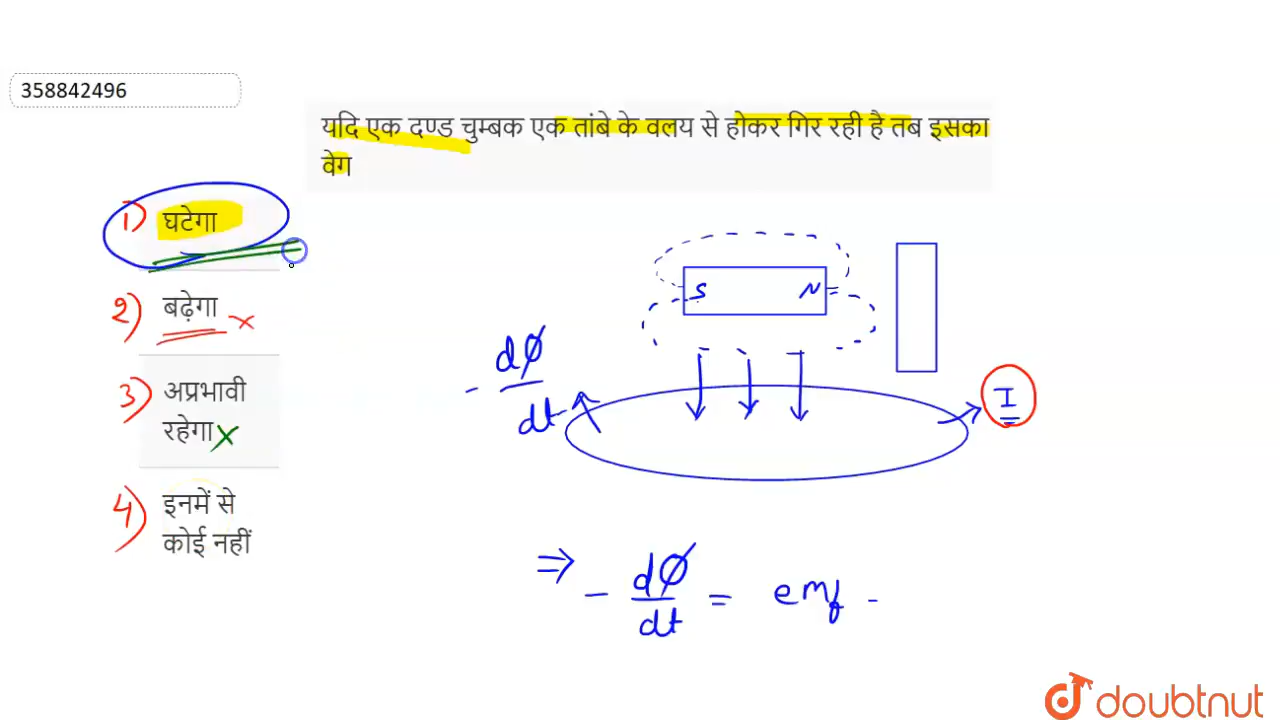 358842496
यदि एक दण्ड चुम्बक एक तांबे के वलय से होकर गिर रही है तब इसका
वेग
1) घटेगा
2) बढ़ेगा x
3) अप्रभावी
रहेगा x
4) इनमें से
कोई नहीं
S N
- dφ
dt
I
⇒ - dφ
dt = emf -
doubtnut